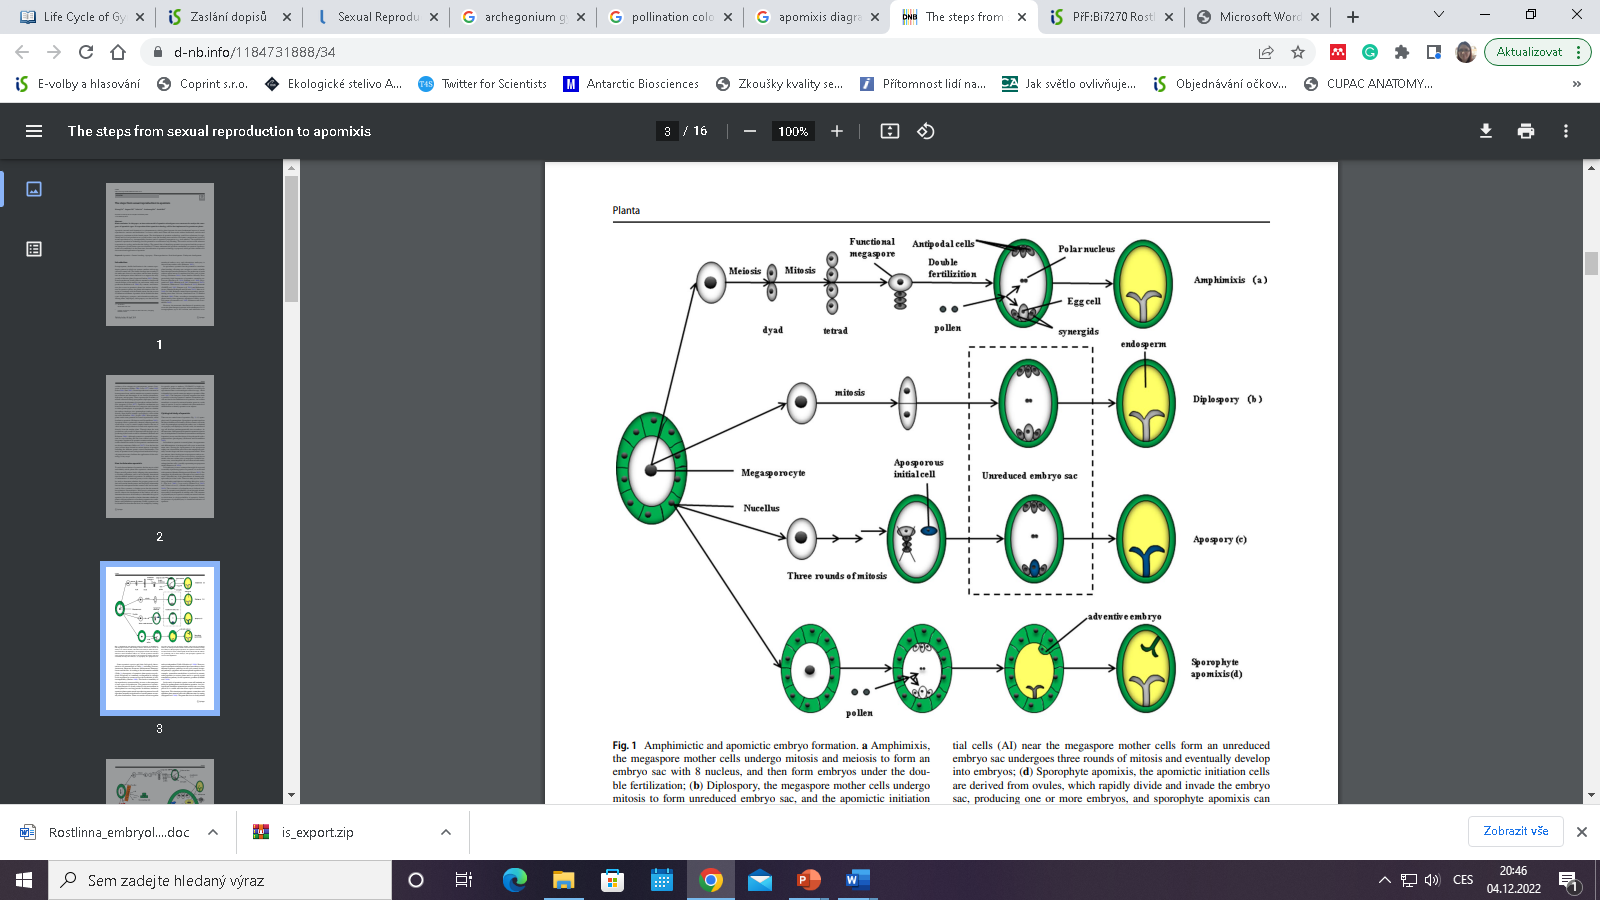 Life Cycle of Gy
Zaslání dopisů
Sexual Reprodu
archegonium g
pollination colo
apomixis diagra
The steps from
PřF:Bi7270 Rostl
Microsoft Word
d-nb.info/1184731888/34
Aktualizovat
E-volby a hlasování
Coprint s.r.o.
Ekologické stelivo A...
Twitter for Scientists
Antarctic Biosciences
Zkoušky kvality se...
Přítomnost lidí na...
Jak světlo ovlivňuje...
Objednávání očkov...
CUPAC ANATOMY...
»
The steps from sexual reproduction to apomixis
3 / 16
100%
1
2
3
Planta
Meiosis
Mitosis
Functional
megaspore
Antipodal cells
Double
fertilizition
Polar nucleus
Amphimixis (a)
Egg cell
dyad
tetrad
pollen
synergids
endosperm
mitosis
Diplospory (b)
Megasporocyte
Aposporous
initial cell
Unreduced embryo sac
Nucellus
Apospory (c)
Three rounds of mitosis
adventive embryo
Sporophyte
apomixis(d)
pollen
Fig. 1 Amphimictic and apomictic embryo formation. a Amphimixis,
the megaspore mother cells undergo mitosis and meiosis to form an
embryo sac with 8 nucleus, and then form embryos under the dou-
ble fertilization; (b) Diplospory, the megaspore mother cells undergo
mitosis to form unreduced embryo sac, and the apomictic initiation
tial cells (AI) near the megaspore mother cells form an unreduced
embryo sac undergoes three rounds of mitosis and eventually develop
into embryos; (d) Sporophyte apomixis, the apomictic initiation cells
are derived from ovules, which rapidly divide and invade the embryo
sac, producing one or more embryos, and sporophyte apomixis can
Rostlinna_embryol....doc
is_export.zip
Zobrazit vše
Sem zadejte hledaný výraz
CES
20:46
04.12.2022
1